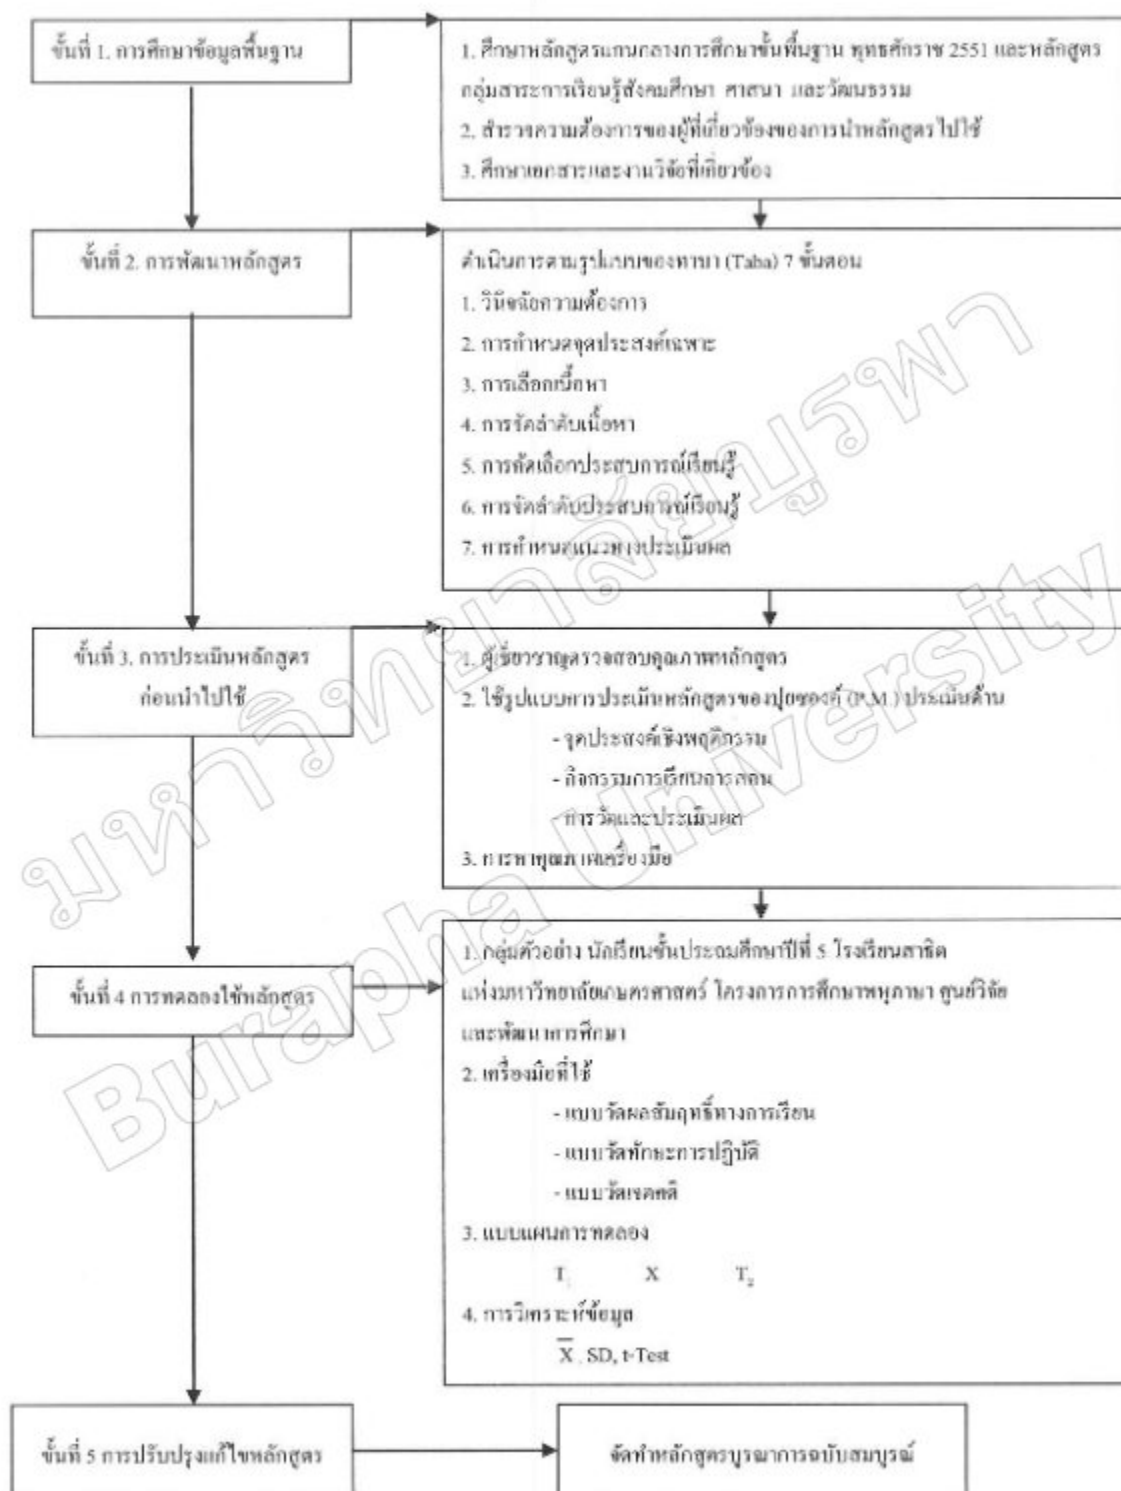 ขั้นที่ 1. การศึกษาข้อมูลพื้นฐาน
1. ศึกษาหลักสูตรแกนกลางการศึกษาขั้นพื้นฐาน พุทธศักราช 2551 และหลักสูตร
กลุ่มสาระการเรียนรู้สังคมศึกษา ศาสนา และวัฒนธรรม
2. สำรวจความต้องการของผู้ที่เกี่ยวข้องของการนำหลักสูตรไปใช้
3. ศึกษาเอกสารและงานวิจัยที่เกี่ยวข้อง
ขั้นที่ 2. การพัฒนาหลักสูตร
ดำเนินการตามรูปแบบของทาบา (Taba) 7 ขั้นตอน
1. วินิจฉัยความต้องการ
2. การกำหนดจุดประสงค์เฉพาะ
3. การเลือกเนื้อหา
4. การจัดลำดับเนื้อหา
5. การคัดเลือกประสบการณ์เรียนรู้
6. การจัดลำดับประสบการณ์เรียนรู้
7. การกำหนดแนวทางประเมินผล
ขั้นที่ 3. การประเมินหลักสูตร
ก่อนนำไปใช้
1. ผู้เชี่ยวชาญตรวจสอบคุณภาพหลักสูตร
2. ใช้รูปแบบการประเมินหลักสูตรของปุยซองค์ (P.M.) ประเมินด้าน
- จุดประสงค์เชิงพฤติกรรม
- กิจกรรมการเรียนการสอน
- การวัดและประเมินผล
3. การหาคุณภาพเครื่องมือ
ขั้นที่ 4 การทดลองใช้หลักสูตร
1. กลุ่มตัวอย่าง นักเรียนชั้นประถมศึกษาปีที่ 5 โรงเรียนสาธิต
แห่งมหาวิทยาลัยเกษตรศาสตร์ โครงการการศึกษาพหุภาษา ศูนย์วิจัย
และพัฒนาการศึกษา
2. เครื่องมือที่ใช้
- แบบวัดผลสัมฤทธิ์ทางการเรียน
- แบบวัดทักษะการปฏิบัติ
- แบบวัดเจตคติ
3. แบบแผนการทดลอง
T₁ X T₂
4. การวิเคราะห์ข้อมูล
X̄, SD, t-Test
ขั้นที่ 5 การปรับปรุงแก้ไขหลักสูตร
จัดทำหลักสูตรบูรณาการฉบับสมบูรณ์
มหาวิทยาลัยบูรพา
Burapha University